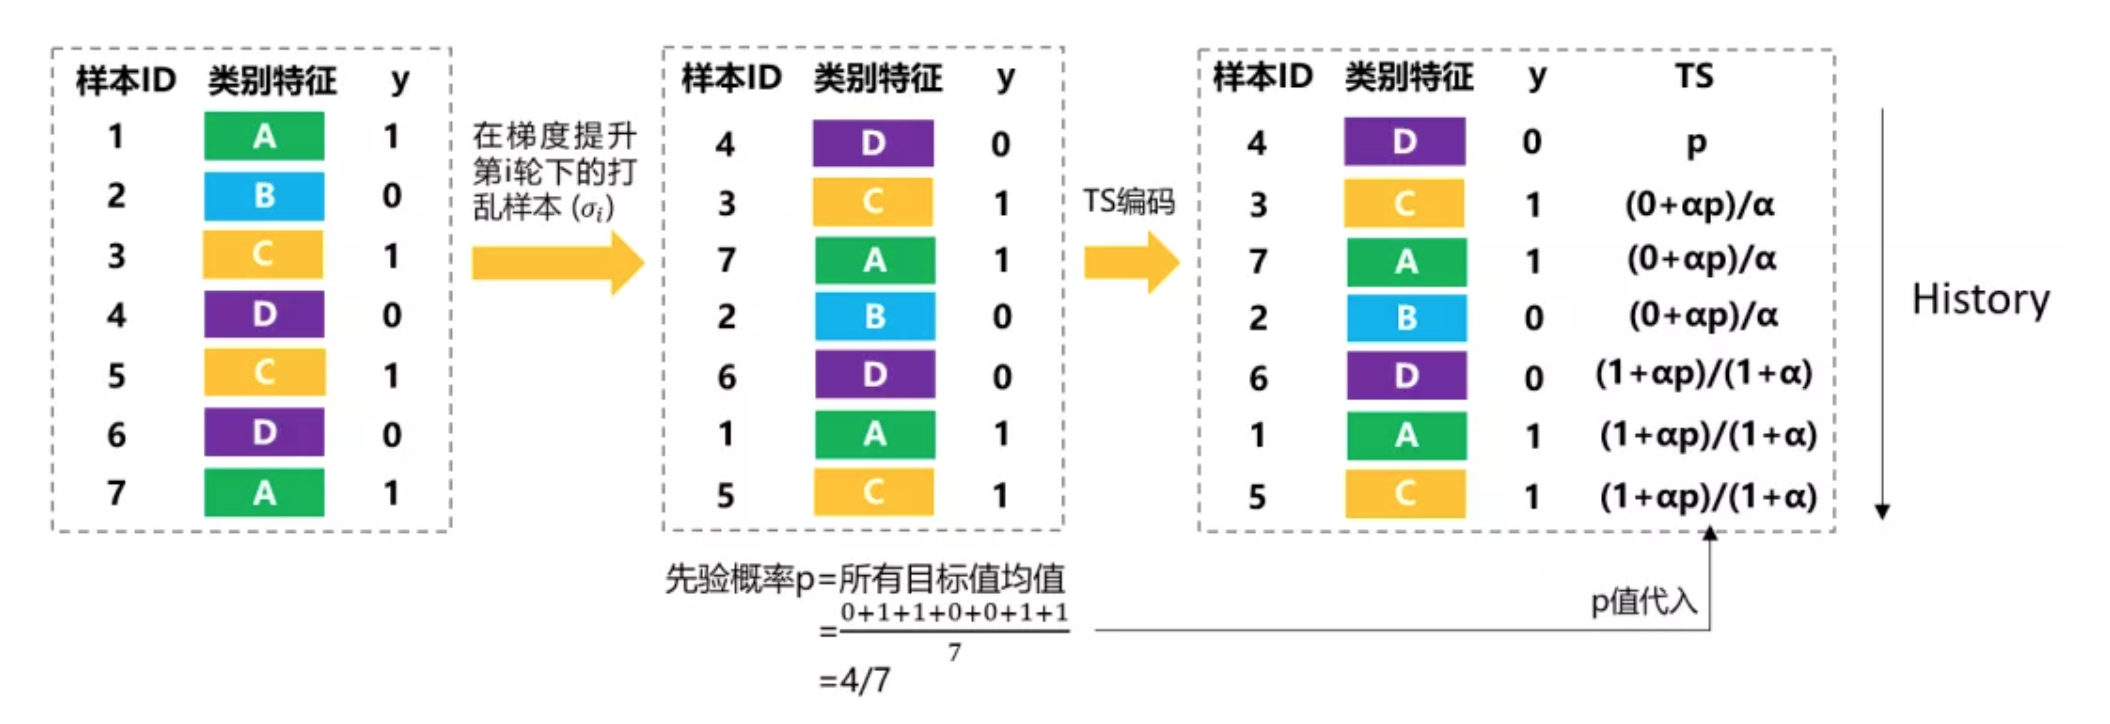 样本ID 类别特征 y
1 A 1
2 B 0
3 C 1
4 D 0
5 C 1
6 D 0
7 A 1
在梯度提升
第i轮下的打
乱样本 (σᵢ)
样本ID 类别特征 y
4 D 0
3 C 1
7 A 1
2 B 0
6 D 0
1 A 1
5 C 1
TS编码
样本ID 类别特征 y TS
4 D 0 p
3 C 1 (0+αp)/α
7 A 1 (0+αp)/α
2 B 0 (0+αp)/α
6 D 0 (1+αp)/(1+α)
1 A 1 (1+αp)/(1+α)
5 C 1 (1+αp)/(1+α)
History
先验概率p=所有目标值均值
=0+1+1+0+0+1+1
7
=4/7
p值代入